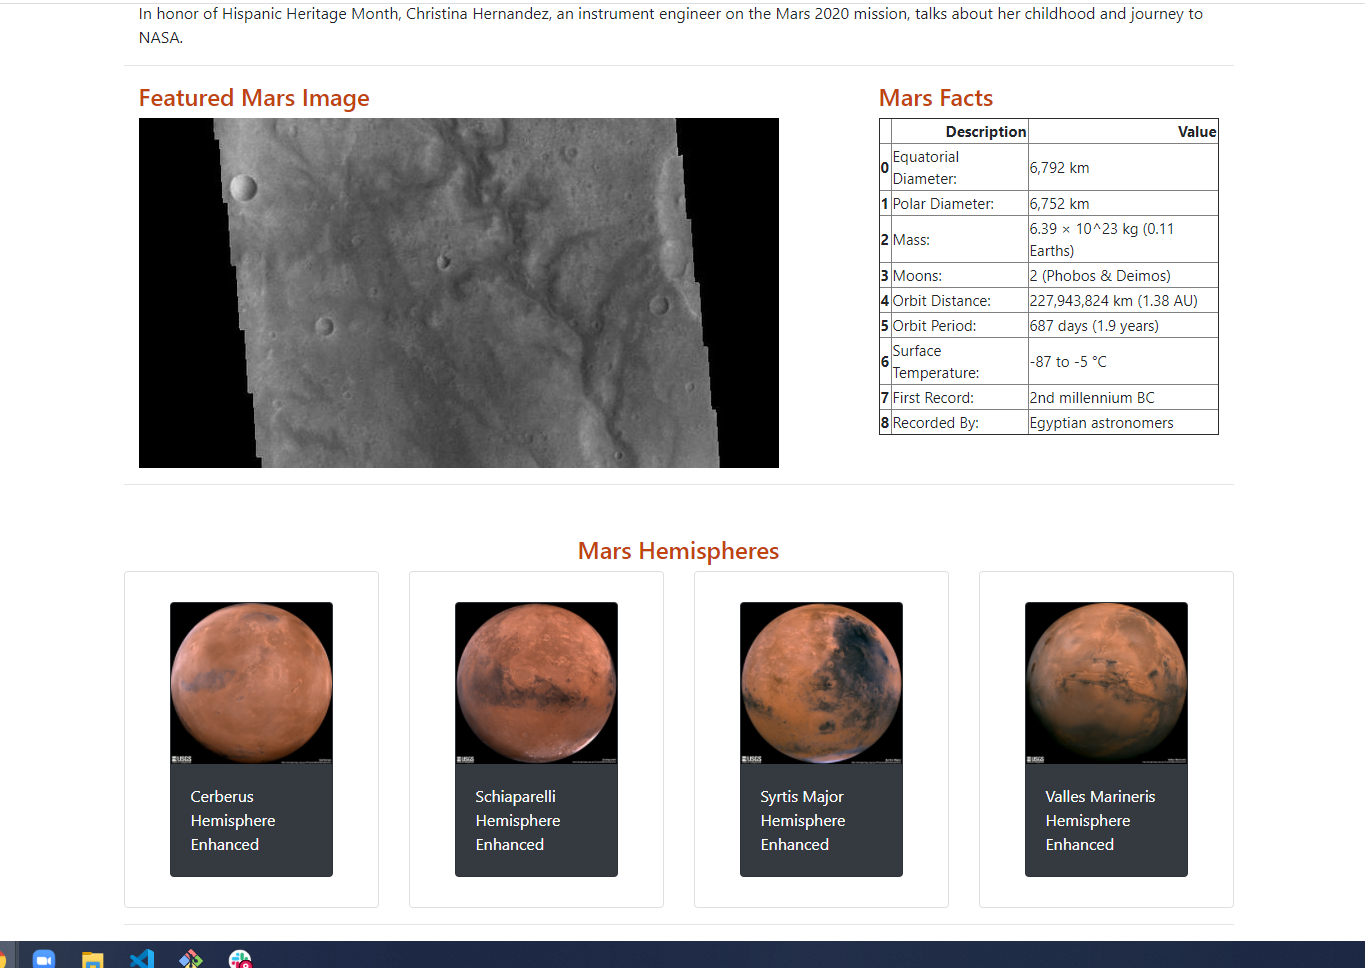 In honor of Hispanic Heritage Month, Christina Hernandez, an instrument engineer on the Mars 2020 mission, talks about her childhood and journey to
NASA.
Featured Mars Image
Mars Facts
Description Value
0 Equatorial Diameter: 6,792 km
1 Polar Diameter: 6,752 km
2 Mass: 6.39 × 10^23 kg (0.11 Earths)
3 Moons: 2 (Phobos & Deimos)
4 Orbit Distance: 227,943,824 km (1.38 AU)
5 Orbit Period: 687 days (1.9 years)
6 Surface Temperature: -87 to -5 °C
7 First Record: 2nd millennium BC
8 Recorded By: Egyptian astronomers
Mars Hemispheres
USGS
USGS
USGS
USGS
Cerberus
Hemisphere
Enhanced
Schiaparelli
Hemisphere
Enhanced
Syrtis Major
Hemisphere
Enhanced
Valles Marineris
Hemisphere
Enhanced